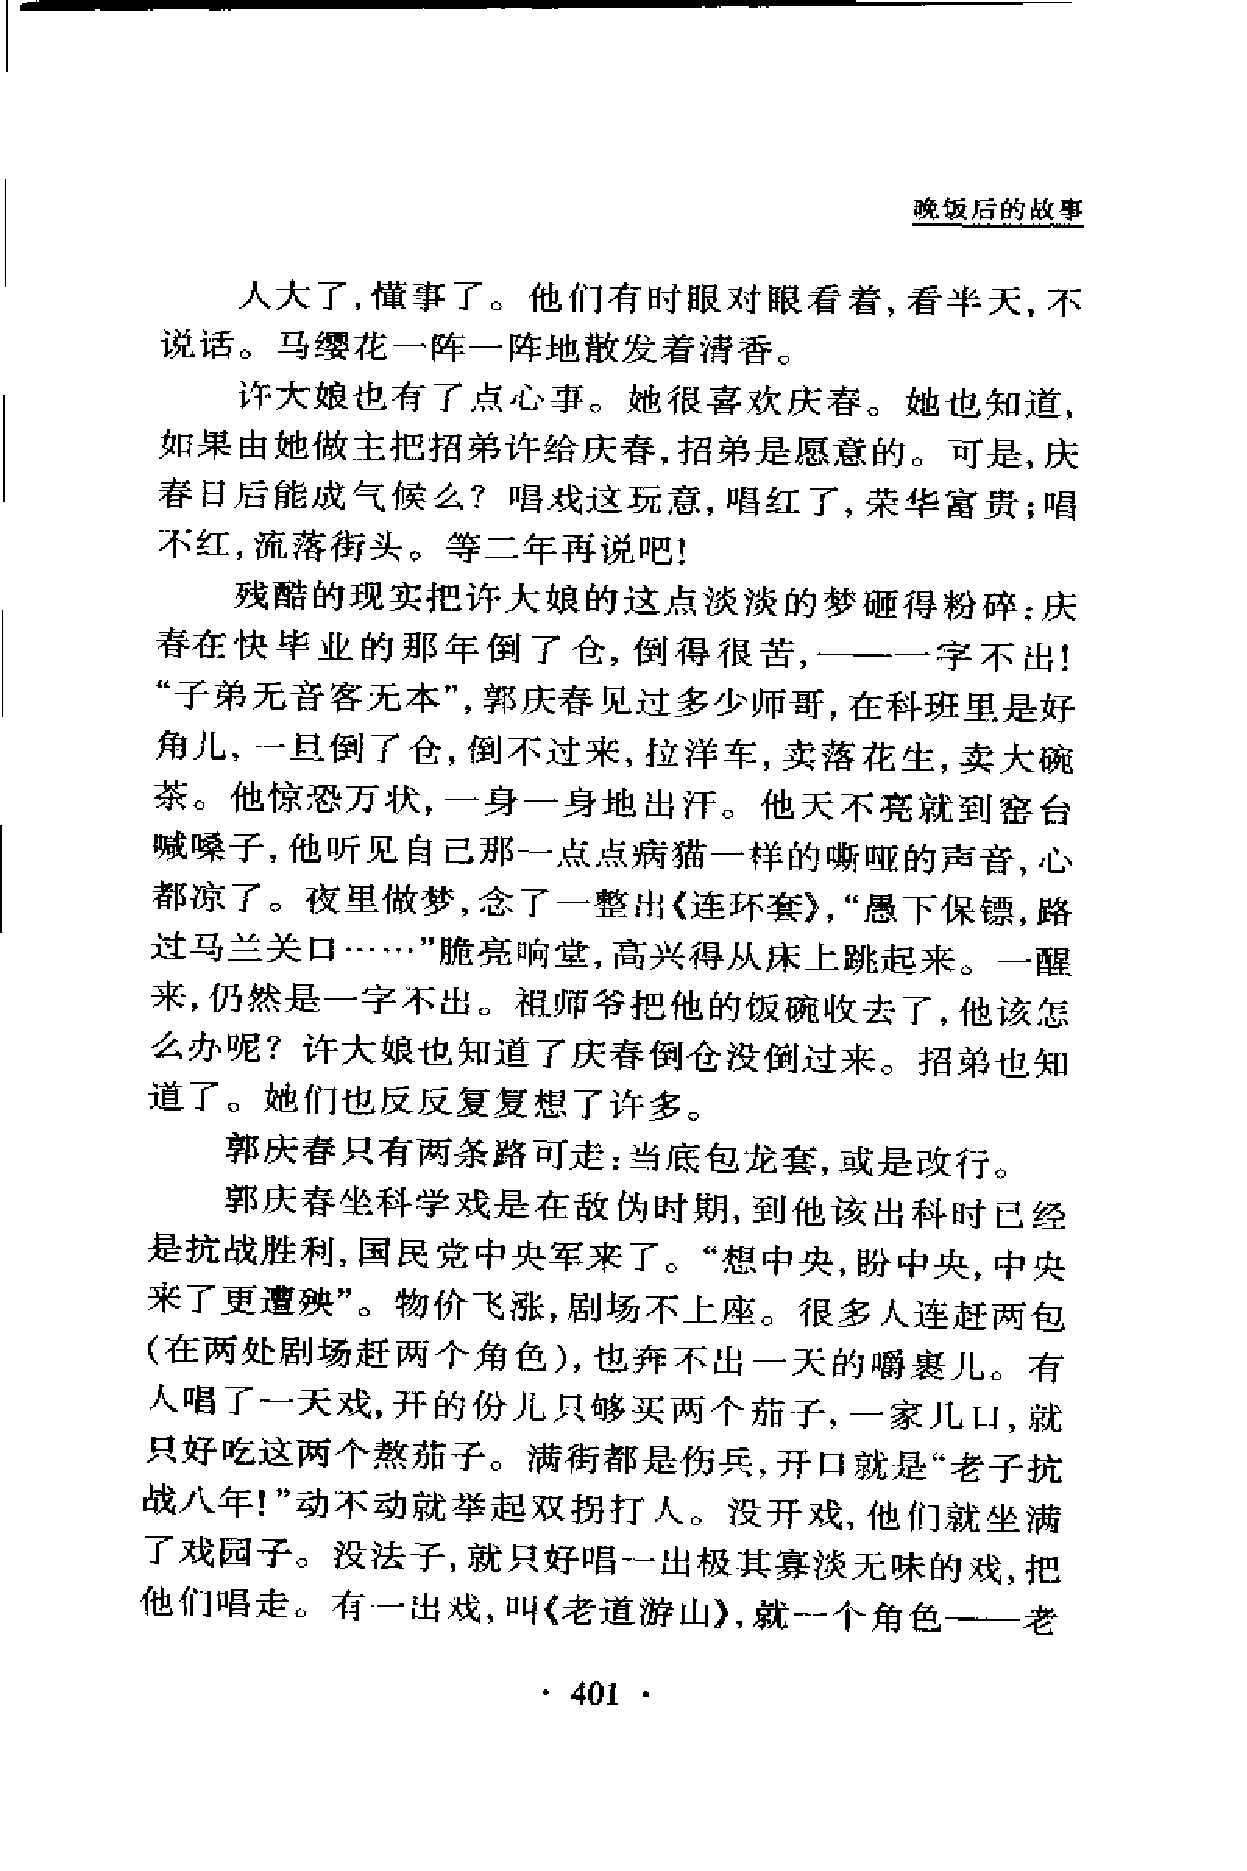 晚饭后的故事
人大了,懂事了。他们有时眼对眼看着,看半天,不
说话。马缨花一阵一阵地散发着清香。
许大娘也有了点心事。她很喜欢庆春。她也知道,
如果由她做主把招弟许给庆春,招弟是愿意的。可是,庆
春日后能成气候么?唱戏这玩意,唱红了,荣华富贵;唱
不红,流落街头。等二年再说吧!
残酷的现实把许大娘的这点淡淡的梦砸得粉碎:庆
春在快毕业的那年倒了仓,倒得很苦,——一字不出!
“子弟无音客无本”,郭庆春见过多少师哥,在科班里是好
角儿,一旦倒了仓,倒不过来,拉洋车,卖落花生,卖大碗
茶。他惊恐万状,一身一身地出汗。他天不亮就到窑台
喊嗓子,他听见自己那一点点病猫一样的嘶哑的声音,心
都凉了。夜里做梦,念了一整出《连环套》,“愚下保镖,路
过马兰关口……”脆亮响堂,高兴得从床上跳起来。一醒
来,仍然是一字不出。祖师爷把他的饭碗收去了,他该怎
么办呢?许大娘也知道了庆春倒仓没倒过来。招弟也知
道了。她们也反反复复想了许多。
郭庆春只有两条路可走:当底包龙套,或是改行。
郭庆春坐科学戏是在敌伪时期,到他该出科时已经
是抗战胜利,国民党中央军来了。“想中央,盼中央,中央
来了更遭殃”。物价飞涨,剧场不上座。很多人连赶两包
(在两处剧场赶两个角色),也奔不出一天的嚼裹儿。有
人唱了一天戏,开的份儿只够买两个茄子,一家几口,就
只好吃这两个熬茄子。满街都是伤兵,开口就是“老子抗
战八年!”动不动就举起双拐打人。没开戏,他们就坐满
了戏园子。没法子,就只好唱一出极其寡淡无味的戏,把
他们唱走。有一出戏,叫《老道游山》,就一个角色——老
· 401 ·